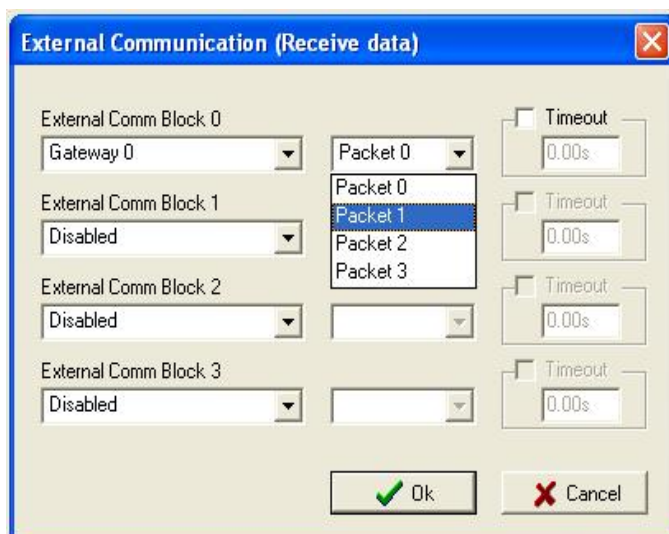 External Communication (Receive data)
External Comm Block 0
Timeout
Gateway 0
Packet 0
0.00s
Packet 0
Packet 1
Packet 2
Packet 3
External Comm Block 1
Timeout
Disabled
0.00s
External Comm Block 2
Timeout
Disabled
0.00s
External Comm Block 3
Timeout
Disabled
0.00s
Ok
Cancel